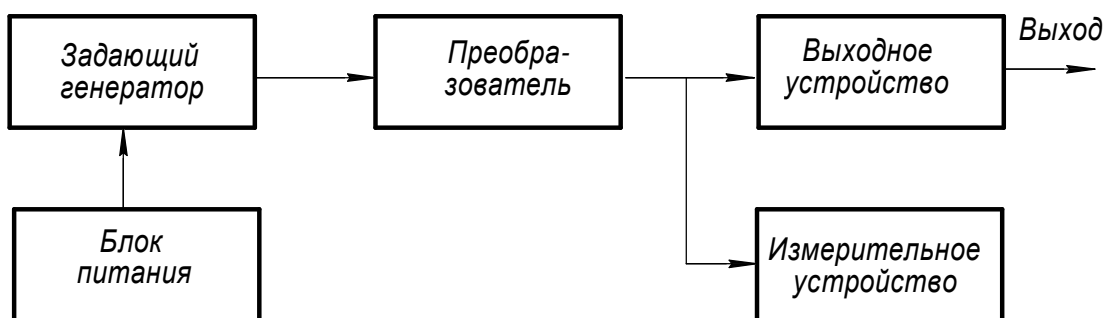 Задающий
генератор
Преобра-
зователь
Выходное
устройство
Выход
Блок
питания
Измерительное
устройство